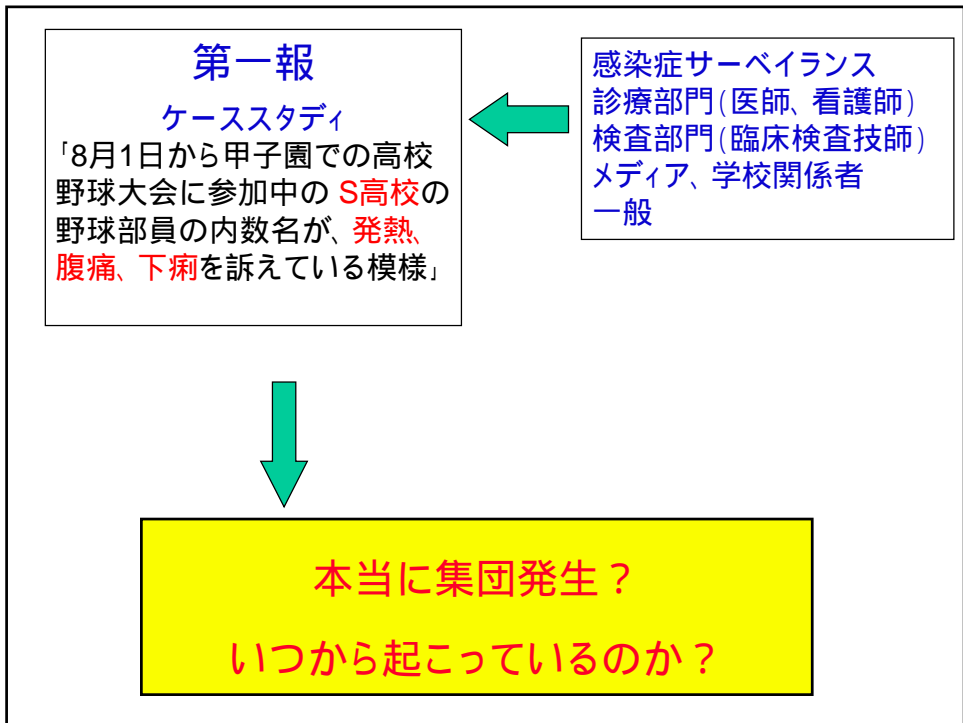 第一報
ケーススタディ
「8月1日から甲子園での高校
野球大会に参加中の S高校の
野球部員の内数名が、発熱、
腹痛、下痢を訴えている模様」
感染症サーベイランス
診療部門(医師、看護師)
検査部門(臨床検査技師)
メディア、学校関係者
一般
本当に集団発生？
いつから起こっているのか？